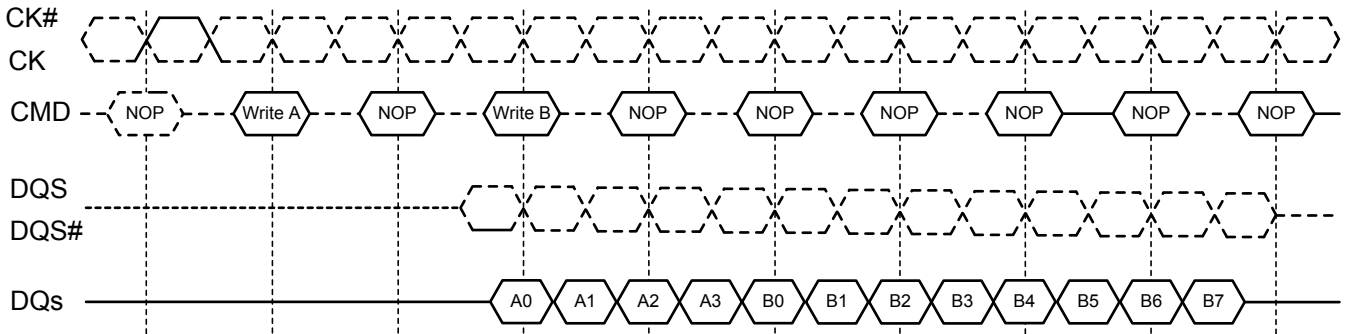 CK#
CK
CMD NOP Write A NOP Write B NOP NOP NOP NOP NOP NOP
DQS
DQS#
DQs A0 A1 A2 A3 B0 B1 B2 B3 B4 B5 B6 B7